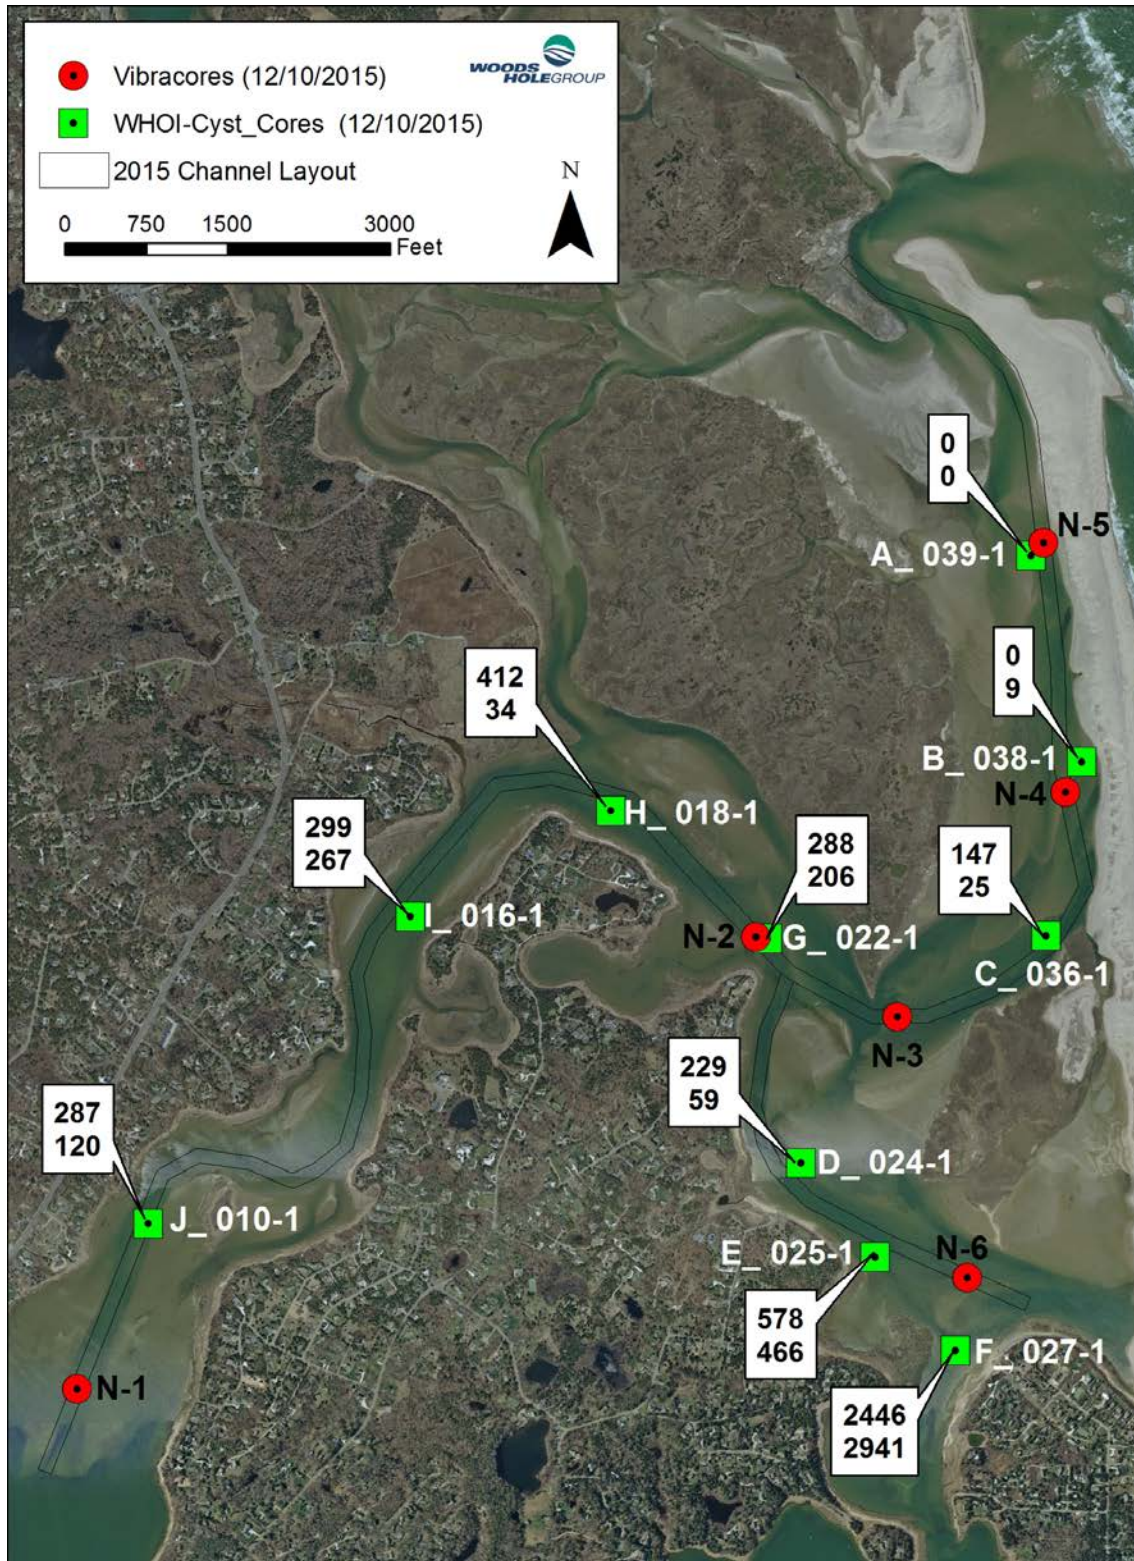 WOODS
HOLEGROUP
Vibracores (12/10/2015)
WHOI-Cyst_Cores (12/10/2015)
2015 Channel Layout
N
0 750 1500 3000
Feet
0
0
N-5
A_ 039-1
0
9
B_ 038-1
N-4
412
34
H_ 018-1
299
267
I_ 016-1
288
206
N-2
G_ 022-1
147
25
C_ 036-1
N-3
229
59
D_ 024-1
287
120
J_ 010-1
E_ 025-1
N-6
578
466
F_ 027-1
N-1
2446
2941